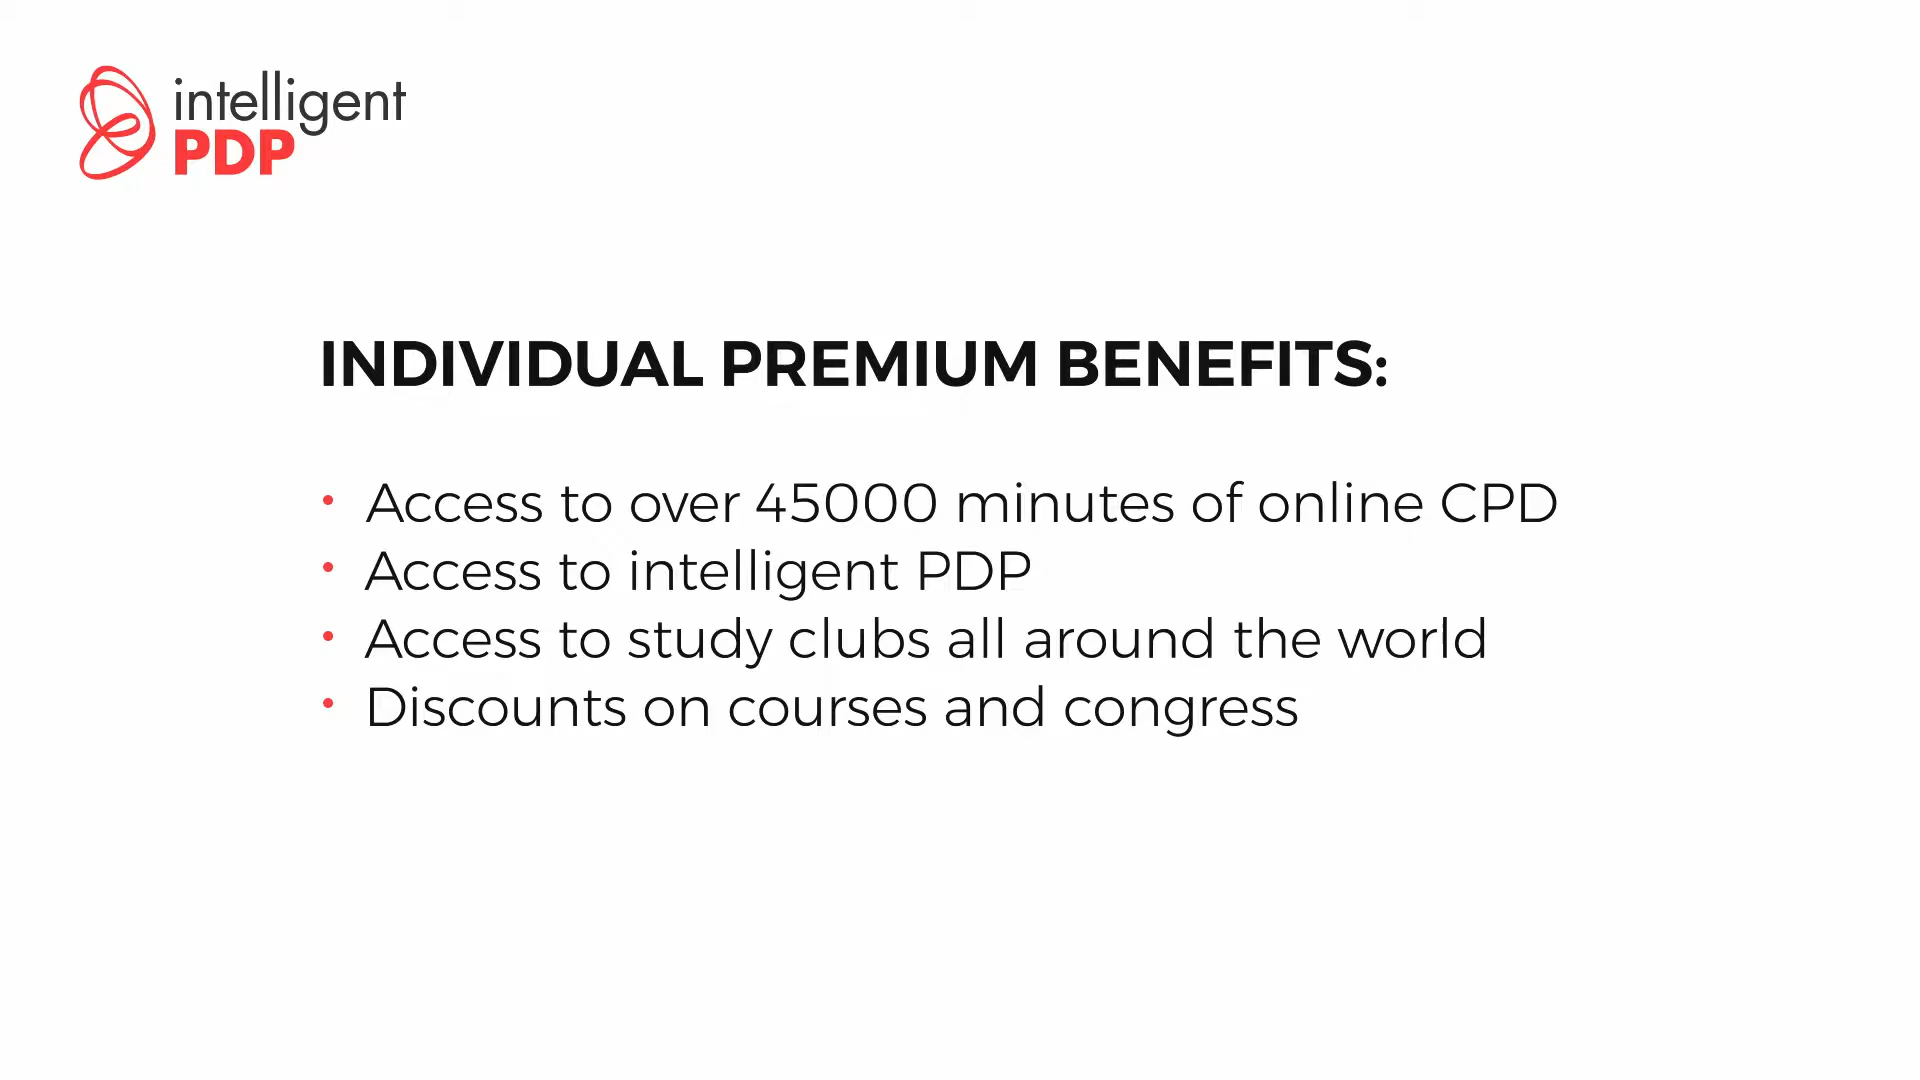 intelligent
PDP
INDIVIDUAL PREMIUM BENEFITS:
• Access to over 45000 minutes of online CPD
• Access to intelligent PDP
• Access to study clubs all around the world
• Discounts on courses and congress